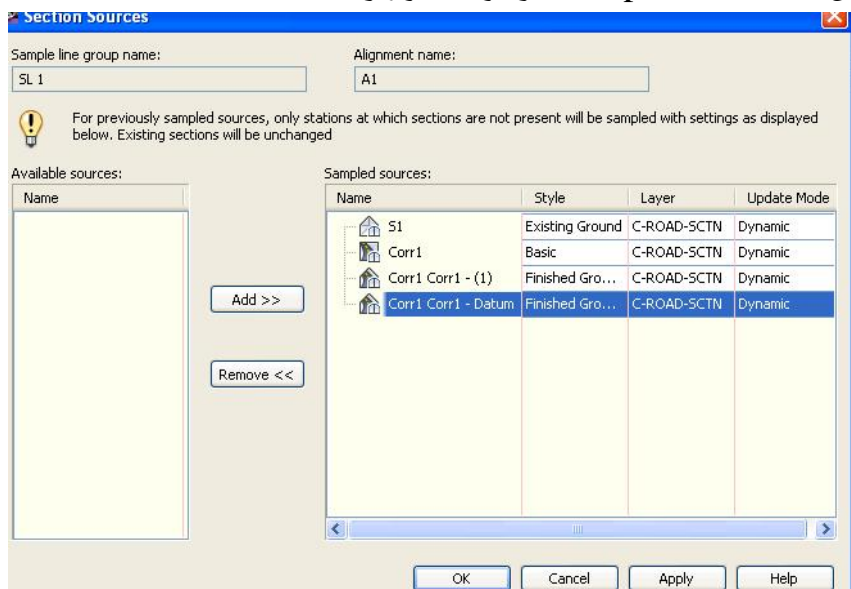 Section Sources
Sample line group name: Alignment name:
SL 1 A1
For previously sampled sources, only stations at which sections are not present will be sampled with settings as displayed
below. Existing sections will be unchanged
Available sources: Sampled sources:
Name Name Style Layer Update Mode
S1 Existing Ground C-ROAD-SCTN Dynamic
Corr1 Basic C-ROAD-SCTN Dynamic
Corr1 Corr1 - (1) Finished Gro... C-ROAD-SCTN Dynamic
Add >> Corr1 Corr1 - Datum Finished Gro... C-ROAD-SCTN Dynamic
Remove <<
OK Cancel Apply Help